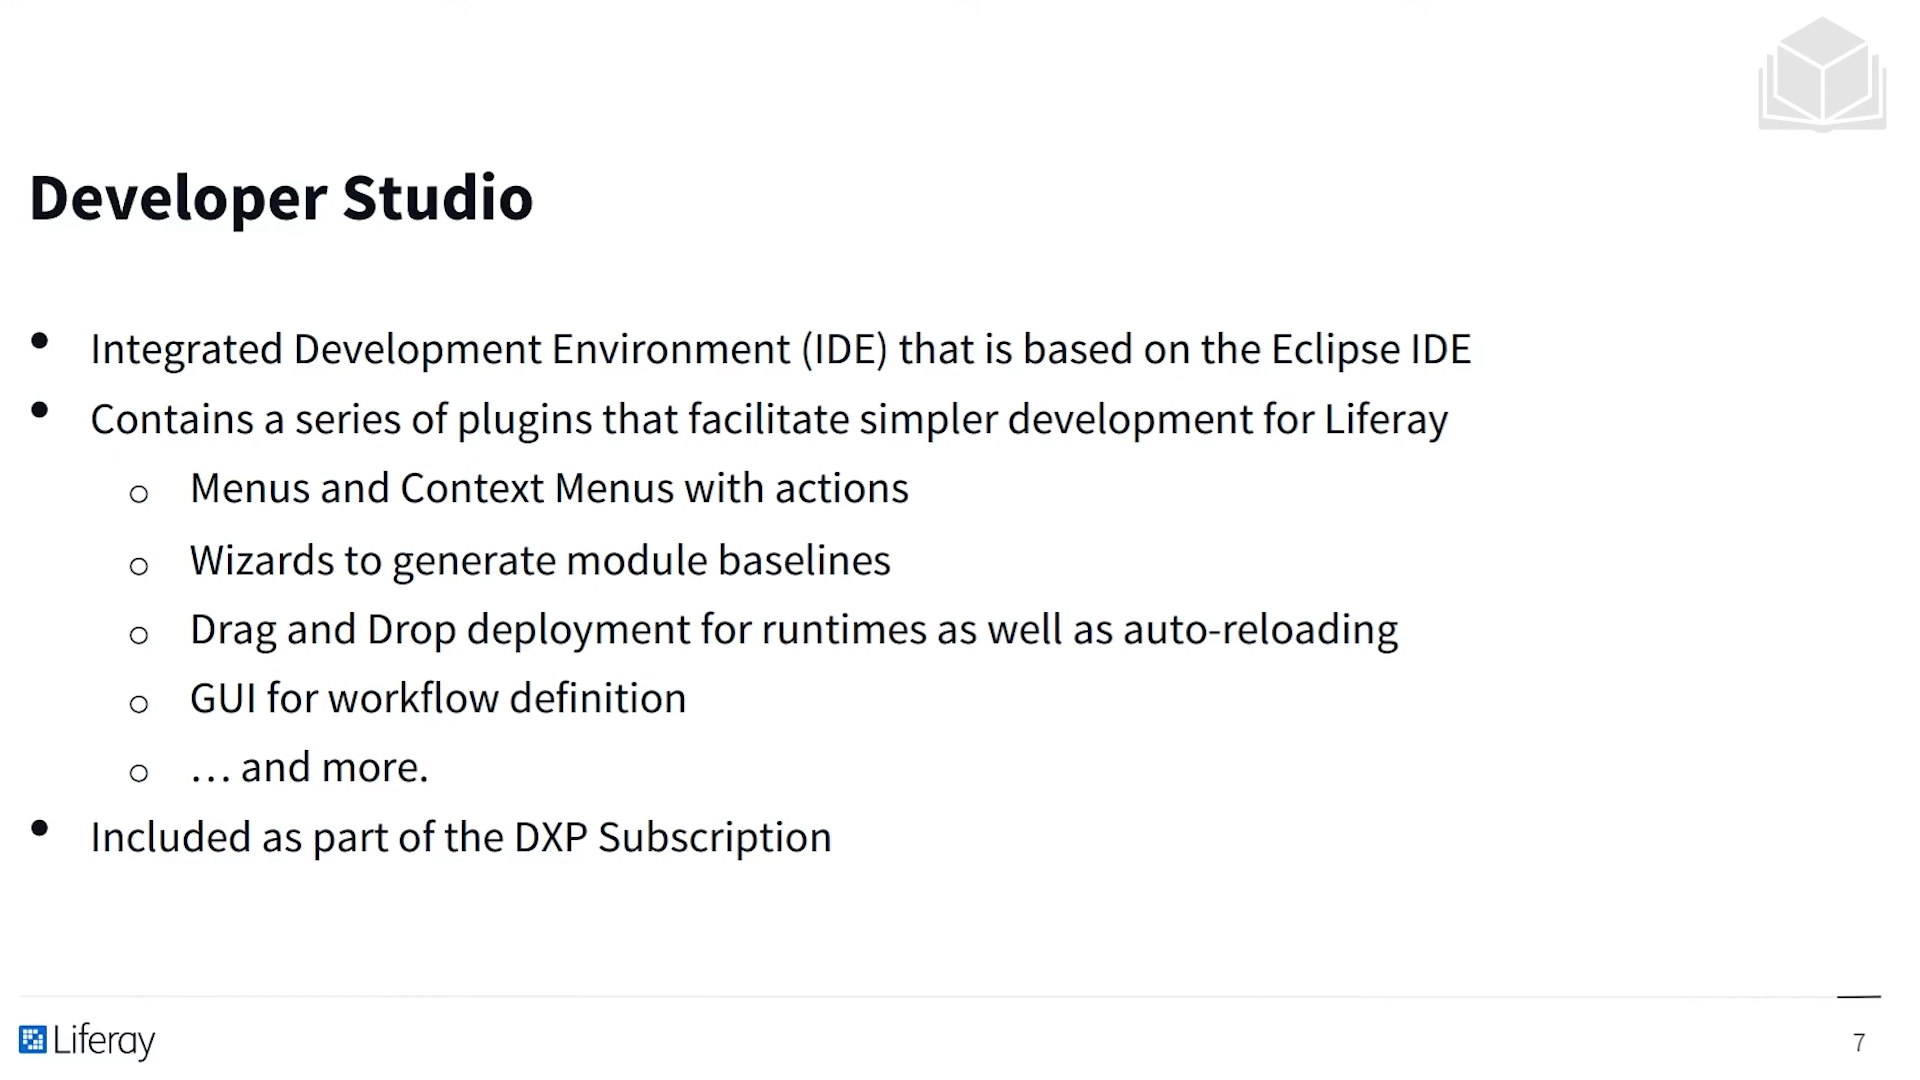 Developer Studio
• Integrated Development Environment (IDE) that is based on the Eclipse IDE
• Contains a series of plugins that facilitate simpler development for Liferay
o Menus and Context Menus with actions
o Wizards to generate module baselines
o Drag and Drop deployment for runtimes as well as auto-reloading
o GUI for workflow definition
o … and more.
• Included as part of the DXP Subscription
Liferay
7